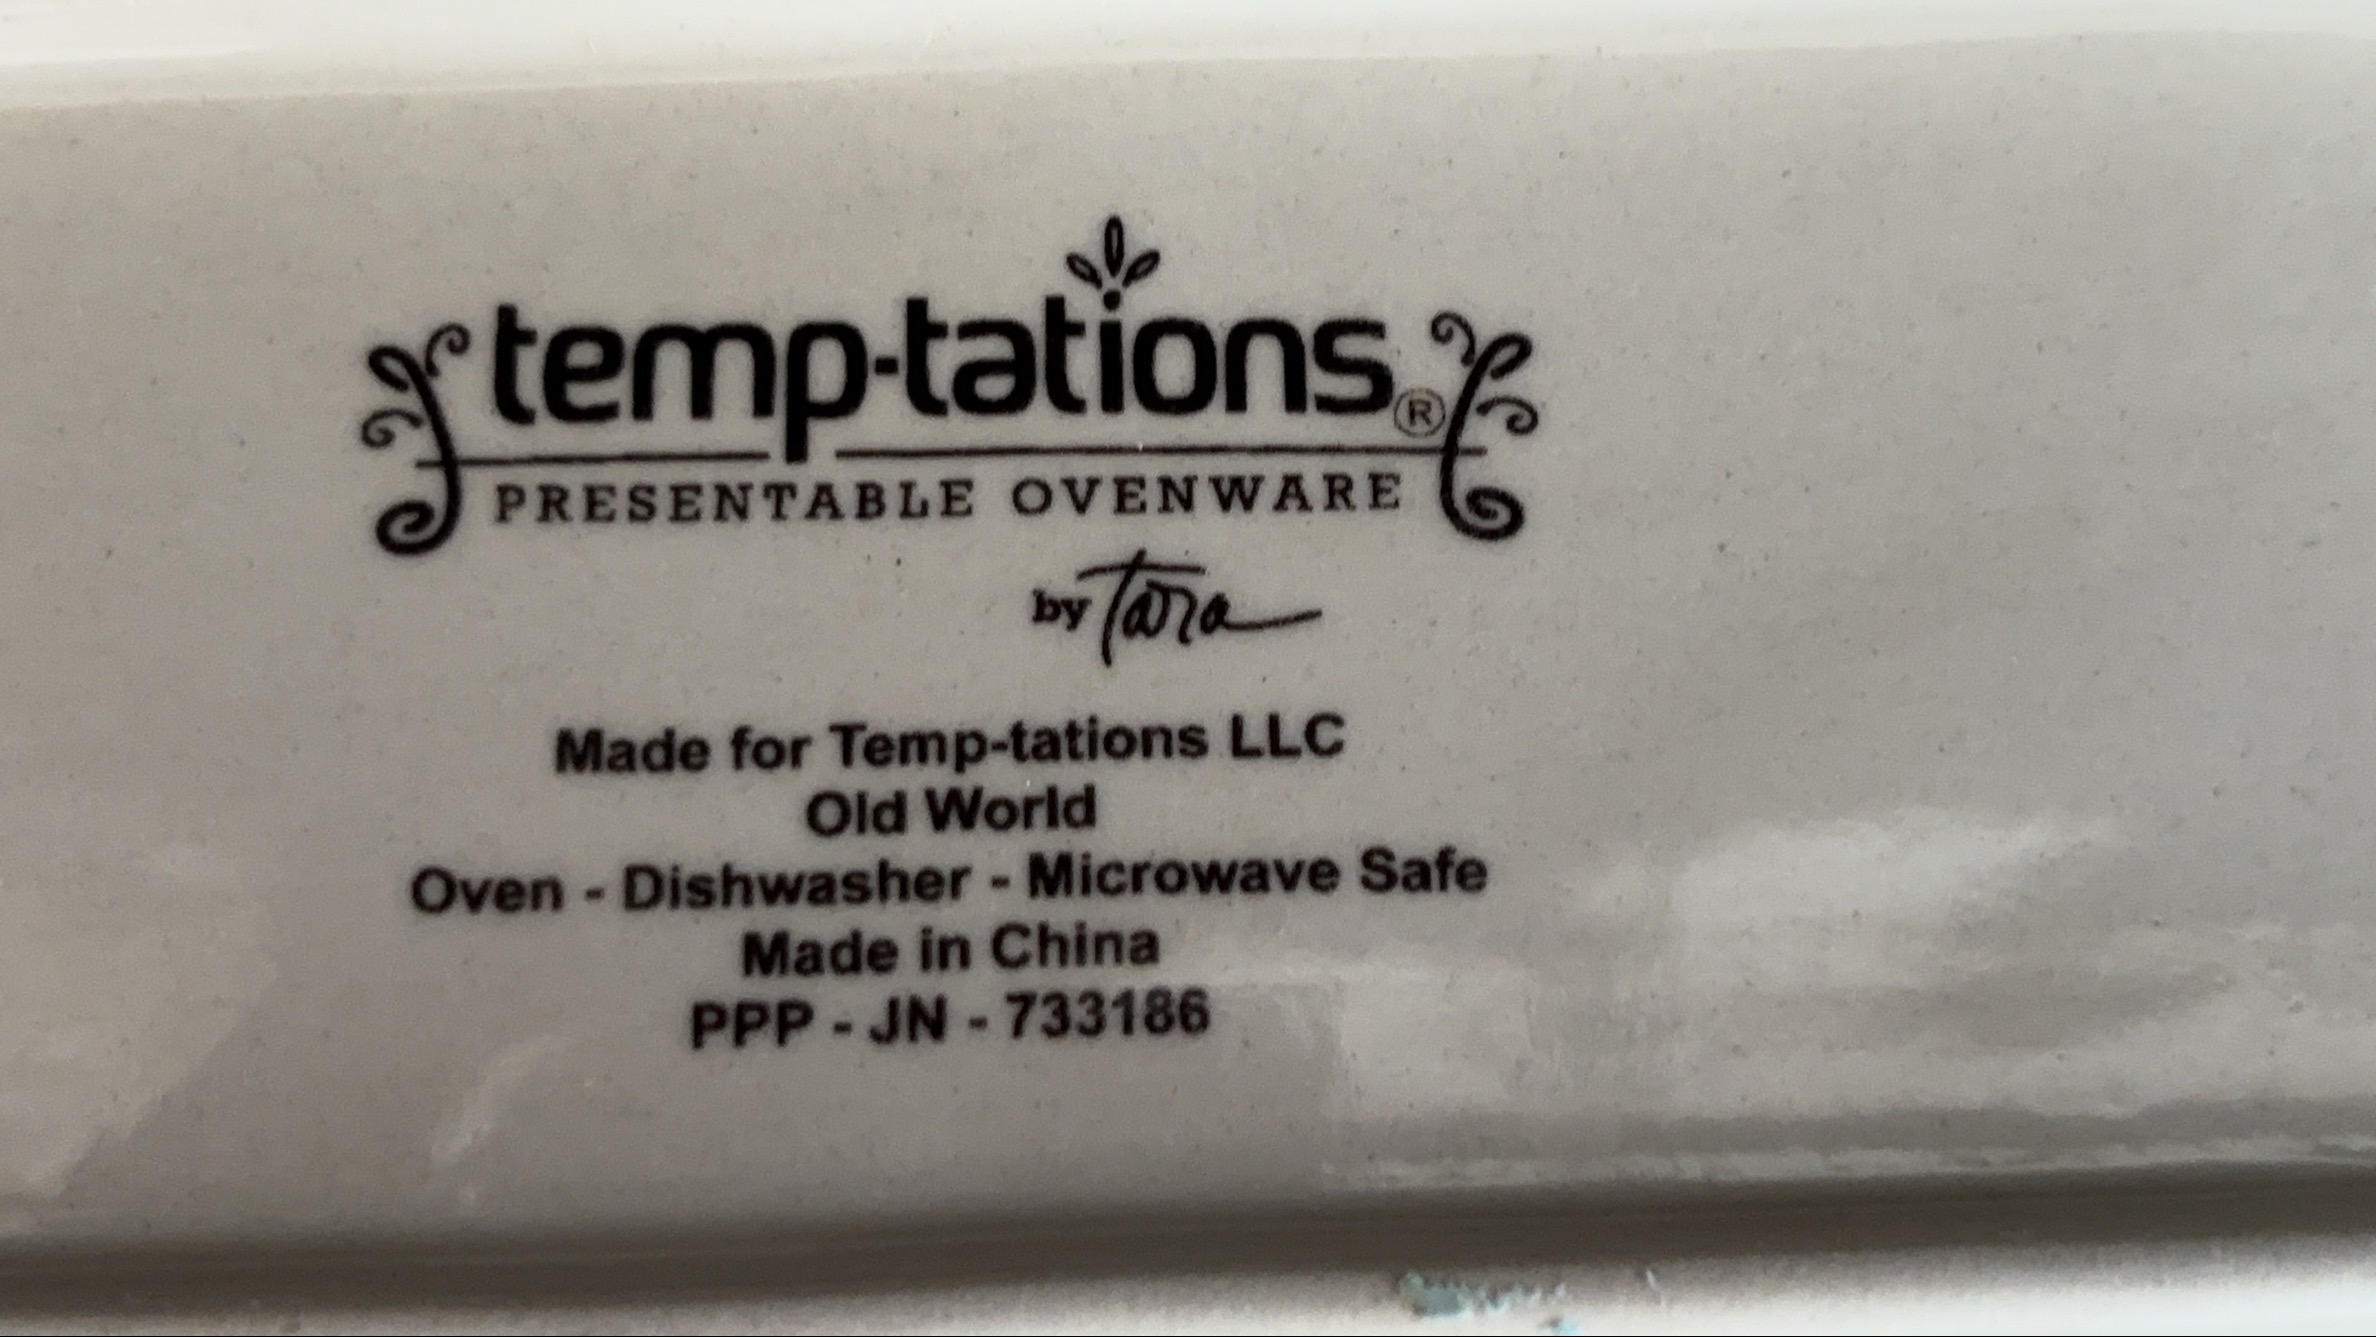 temp-tations®
PRESENTABLE OVENWARE
by Tara
Made for Temp-tations LLC
Old World
Oven - Dishwasher - Microwave Safe
Made in China
PPP - JN - 733186